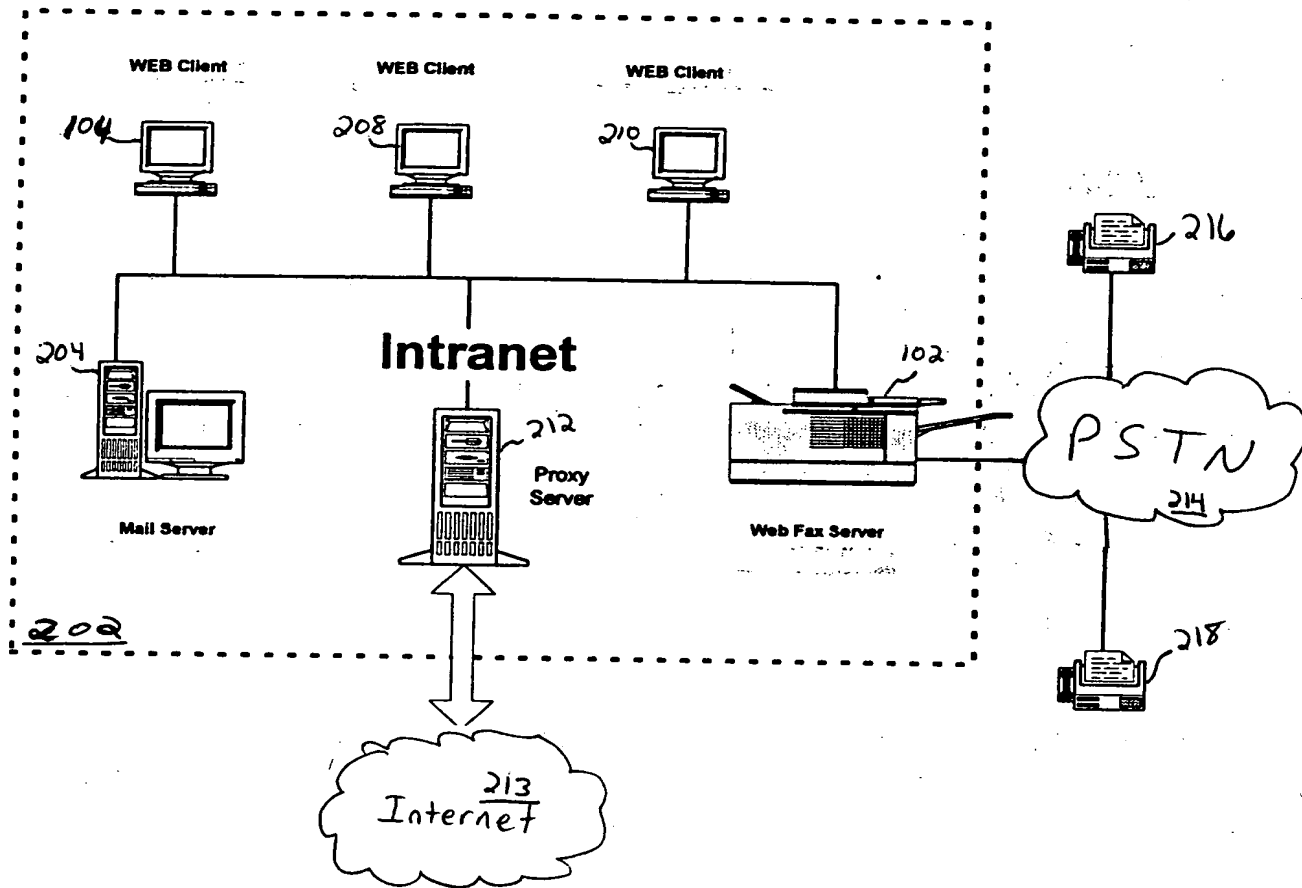 WEB Client
WEB Client
WEB Client
104
208
210
216
204
Intranet
102
212
Proxy
Server
PSTN
214
Mail Server
Web Fax Server
202
218
213
Internet